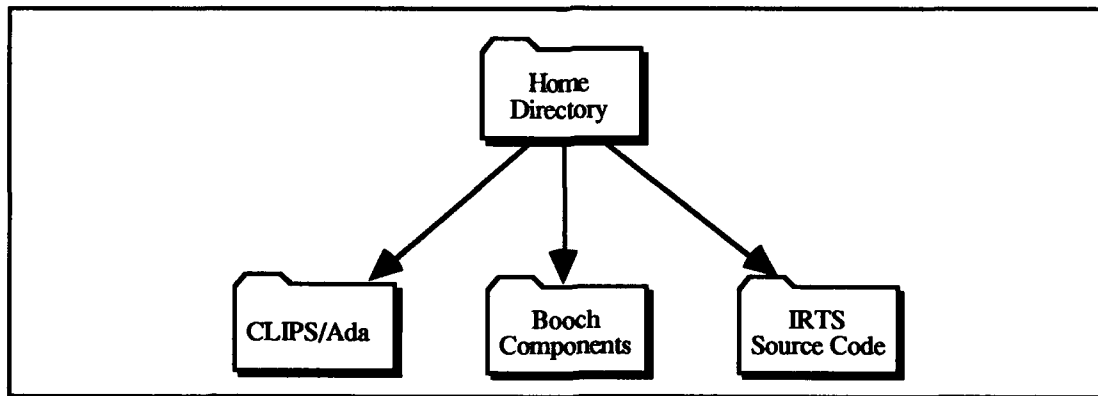 Home
Directory
CLIPS/Ada
Booch
Components
IRTS
Source Code